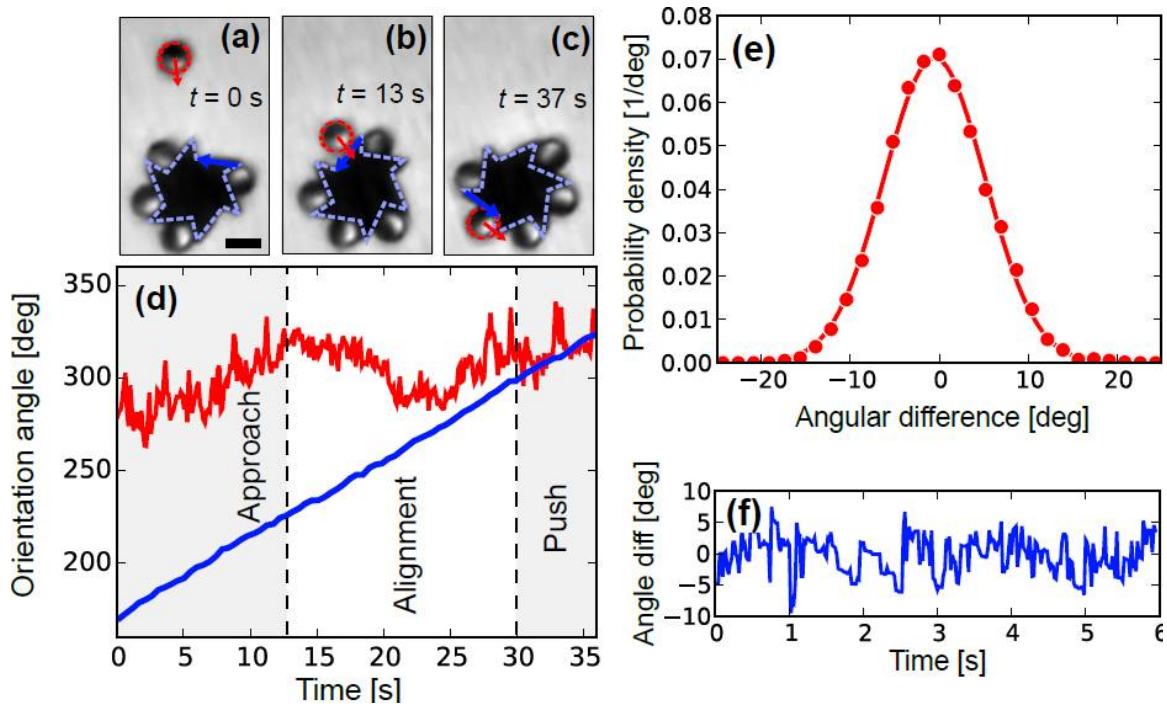 (a)
t = 0 s
(b)
t = 13 s
(c)
t = 37 s
(d)
Orientation angle [deg]
350
300
250
200
Approach
Alignment
Push
0 5 10 15 20 25 30 35
Time [s]
(e)
Probability density [1/deg]
0.08
0.07
0.06
0.05
0.04
0.03
0.02
0.01
0.00
−20 −10 0 10 20
Angular difference [deg]
(f)
Angle diff [deg]
10
5
0
−5
−10
0 1 2 3 4 5 6
Time [s]